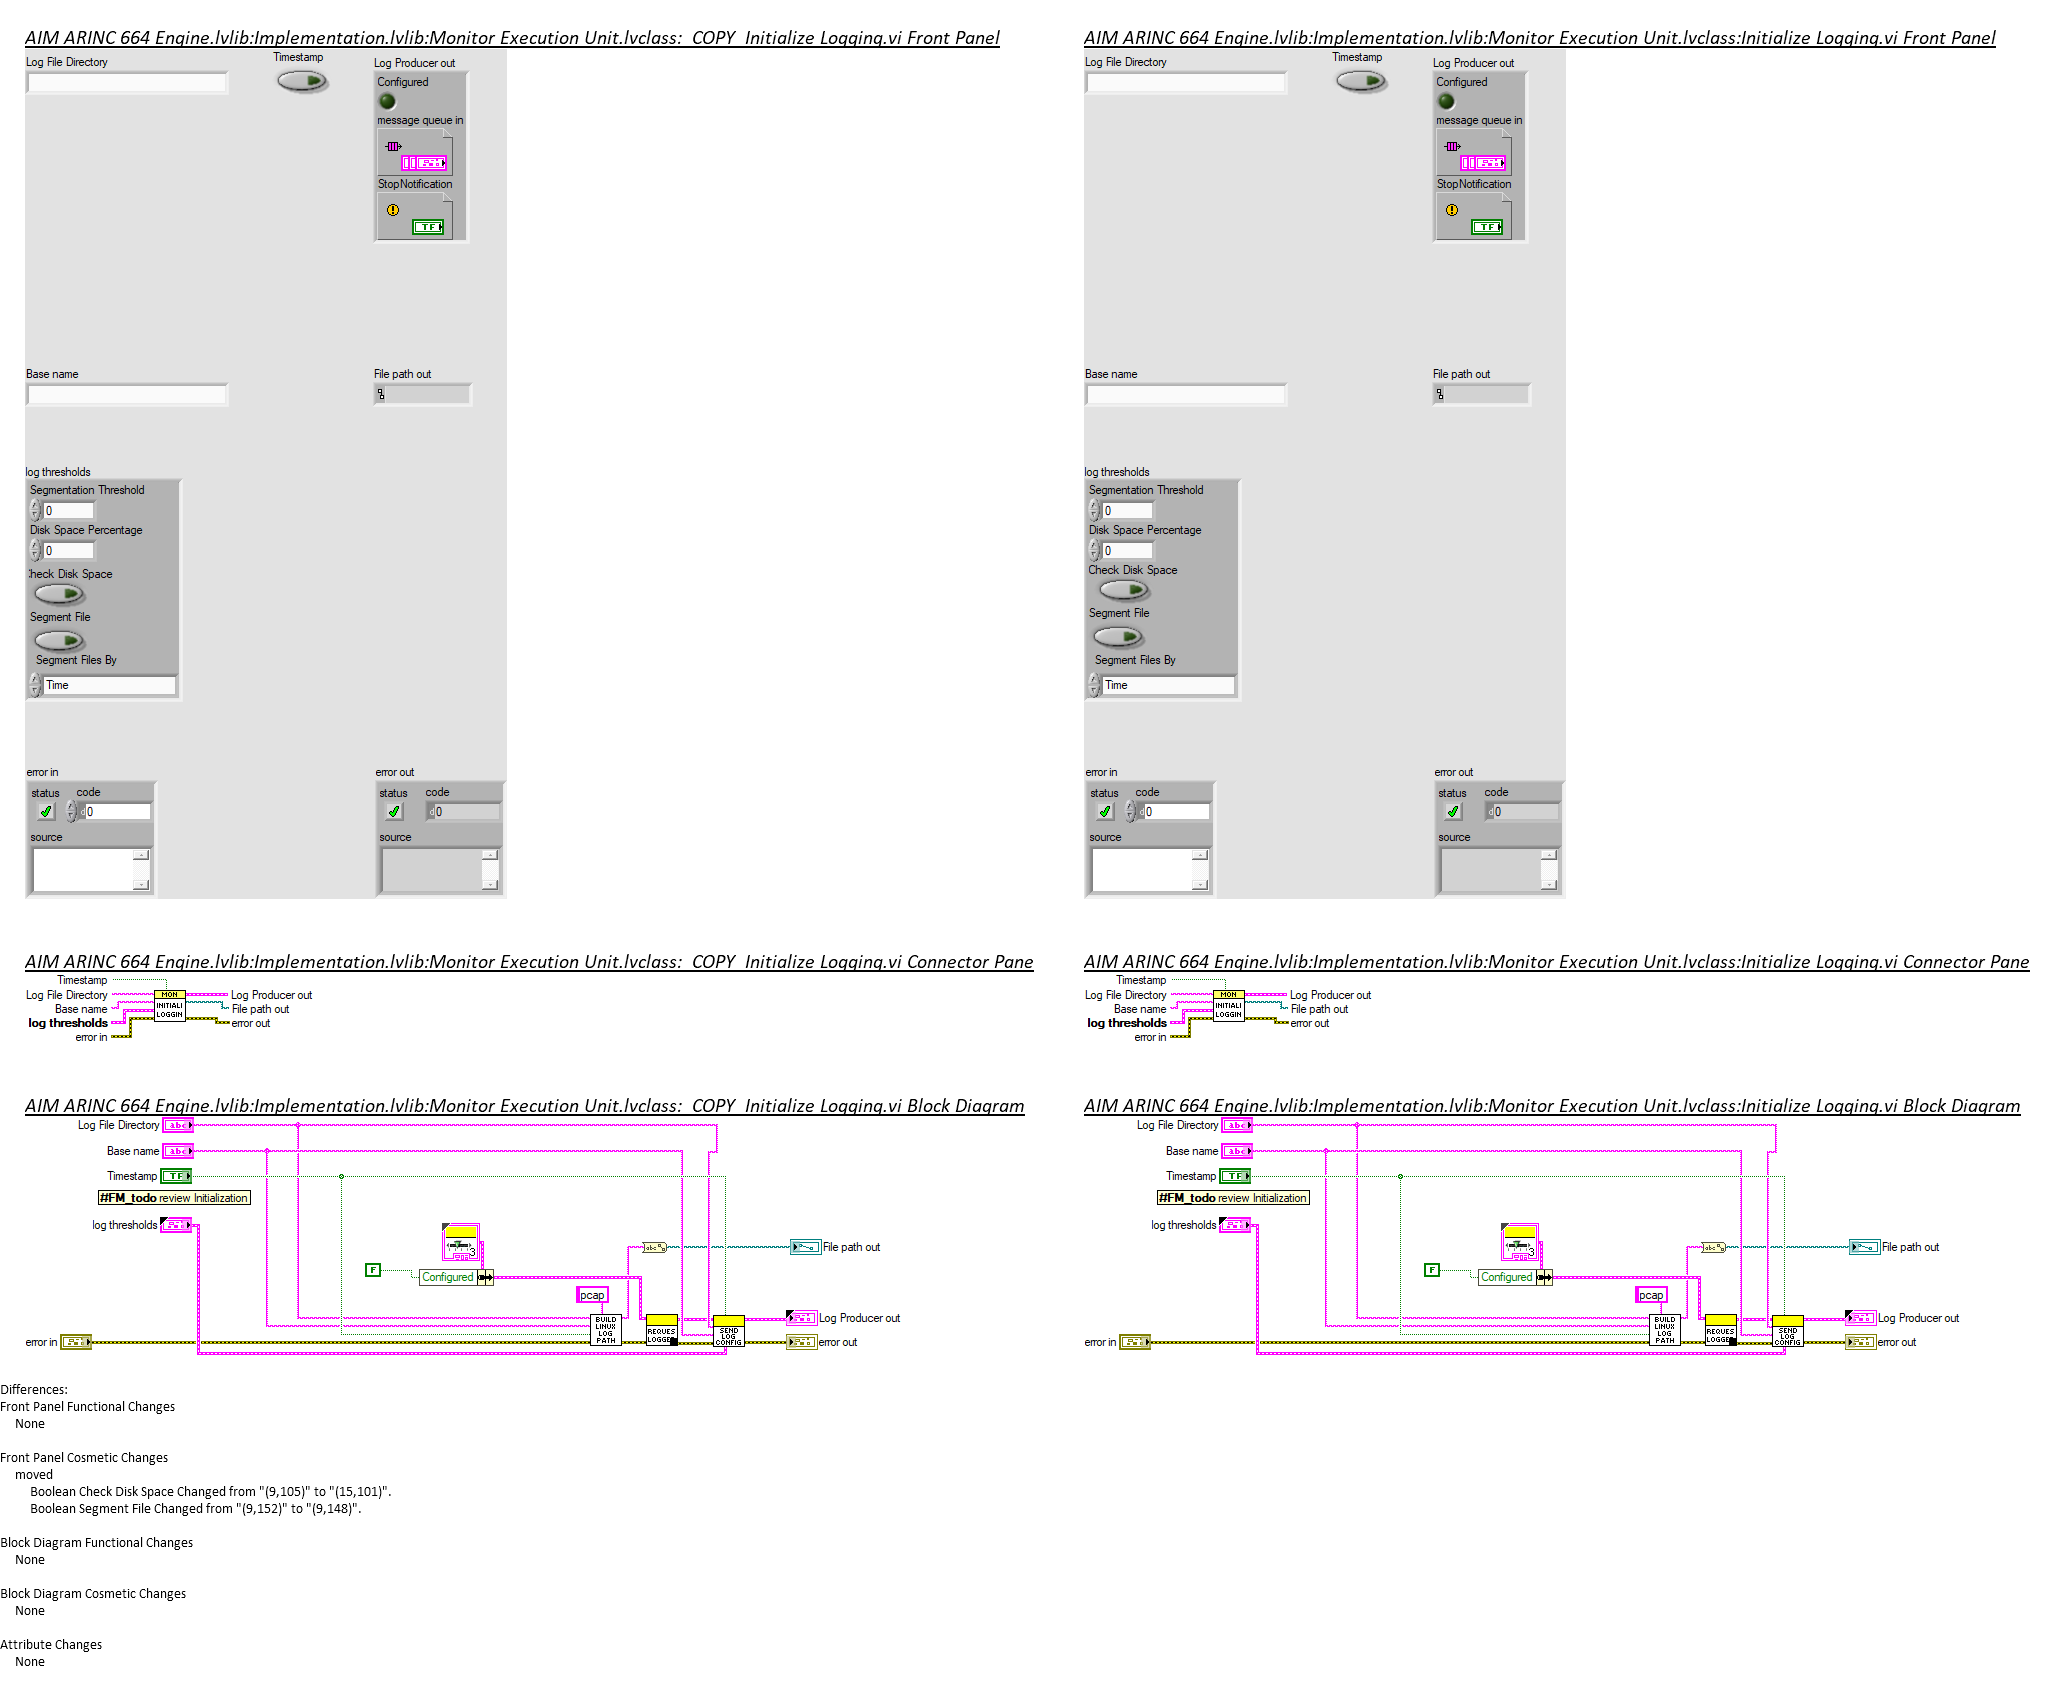 AIM ARINC 664 Engine.lvlib:Implementation.lvlib:Monitor Execution Unit.lvclass:_COPY_Initialize Logging.vi Front Panel
Log File Directory
Timestamp
Log Producer out
Configured
message queue in
StopNotification
TF
Base name
File path out
log thresholds
Segmentation Threshold
0
Disk Space Percentage
0
Check Disk Space
Segment File
Segment Files By
Time
error in
status code
d0
source
error out
status code
d0
source
AIM ARINC 664 Engine.lvlib:Implementation.lvlib:Monitor Execution Unit.lvclass:Initialize Logging.vi Front Panel
Log File Directory
Timestamp
Log Producer out
Configured
message queue in
StopNotification
TF
Base name
File path out
log thresholds
Segmentation Threshold
0
Disk Space Percentage
0
Check Disk Space
Segment File
Segment Files By
Time
error in
status code
d0
source
error out
status code
d0
source
AIM ARINC 664 Engine.lvlib:Implementation.lvlib:Monitor Execution Unit.lvclass:_COPY_Initialize Logging.vi Connector Pane
Timestamp
Log File Directory
Base name
log thresholds
error in
MON
INITIALI
LOGGIN
Log Producer out
File path out
error out
AIM ARINC 664 Engine.lvlib:Implementation.lvlib:Monitor Execution Unit.lvclass:Initialize Logging.vi Connector Pane
Timestamp
Log File Directory
Base name
log thresholds
error in
MON
INITIALI
LOGGIN
Log Producer out
File path out
error out
AIM ARINC 664 Engine.lvlib:Implementation.lvlib:Monitor Execution Unit.lvclass:_COPY_Initialize Logging.vi Block Diagram
Log File Directory abc
Base name abc
Timestamp TF
#FM_todo review Initialization
log thresholds
3
F
Configured
abc
File path out
pcap
BUILD
LINUX
LOG
PATH
REQUES
LOGGE
SEND
LOG
CONFIG
Log Producer out
error in
error out
AIM ARINC 664 Engine.lvlib:Implementation.lvlib:Monitor Execution Unit.lvclass:Initialize Logging.vi Block Diagram
Log File Directory abc
Base name abc
Timestamp TF
#FM_todo review Initialization
log thresholds
3
F
Configured
abc
File path out
pcap
BUILD
LINUX
LOG
PATH
REQUES
LOGGE
SEND
LOG
CONFIG
Log Producer out
error in
error out
Differences:
Front Panel Functional Changes
None
Front Panel Cosmetic Changes
moved
Boolean Check Disk Space Changed from "(9,105)" to "(15,101)".
Boolean Segment File Changed from "(9,152)" to "(9,148)".
Block Diagram Functional Changes
None
Block Diagram Cosmetic Changes
None
Attribute Changes
None